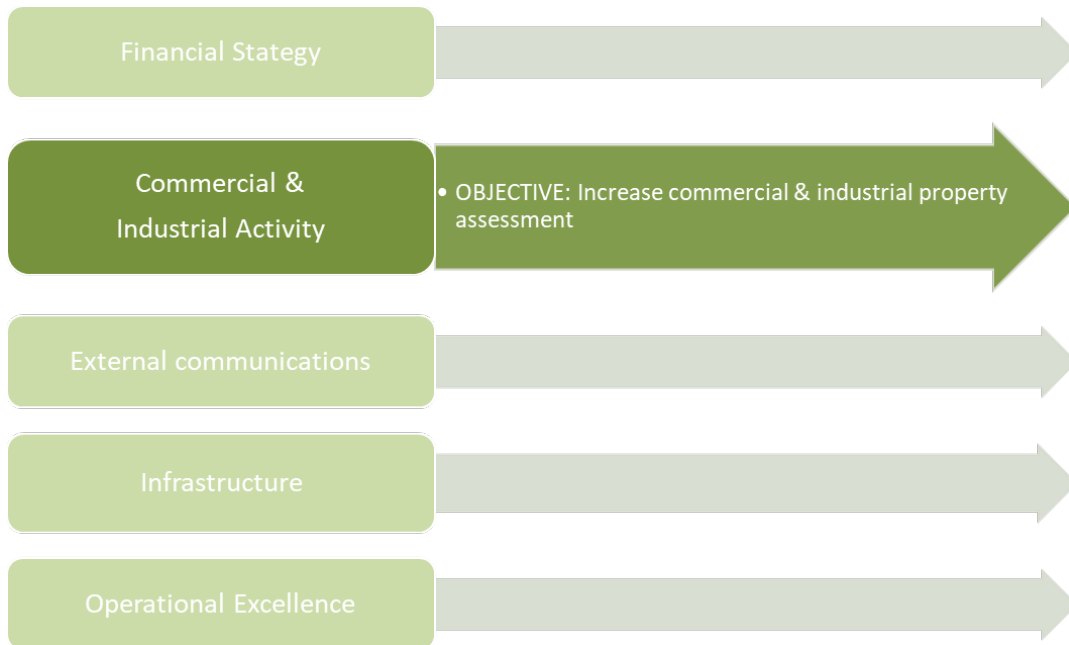 Financial Stategy
Commercial &
Industrial Activity
• OBJECTIVE: Increase commercial & industrial property
assessment
External communications
Infrastructure
Operational Excellence